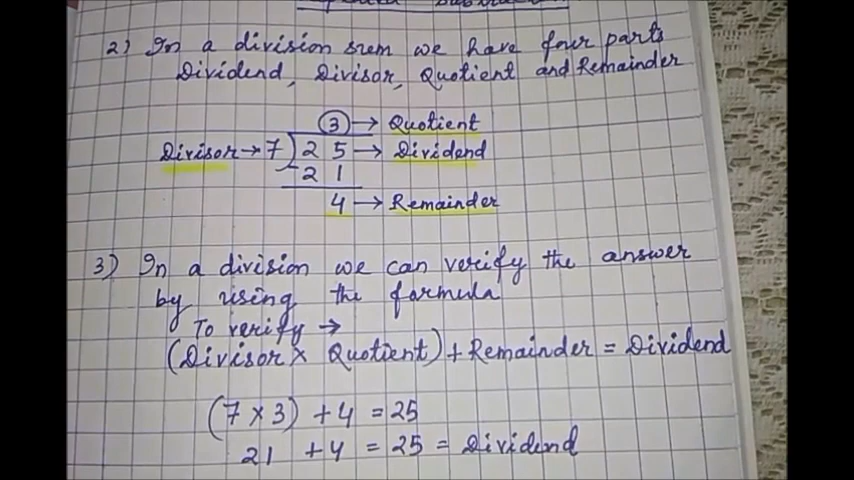 Repeated Subtraction
2) In a division sum we have four parts
Dividend, Divisor, Quotient and Remainder
3 → Quotient
Divisor → 7 ) 2 5 → Dividend
- 2 1
4 → Remainder
3) In a division we can verify the answer
by using the formula
To verify →
(Divisor × Quotient) + Remainder = Dividend
(7 × 3) + 4 = 25
21 + 4 = 25 = Dividend